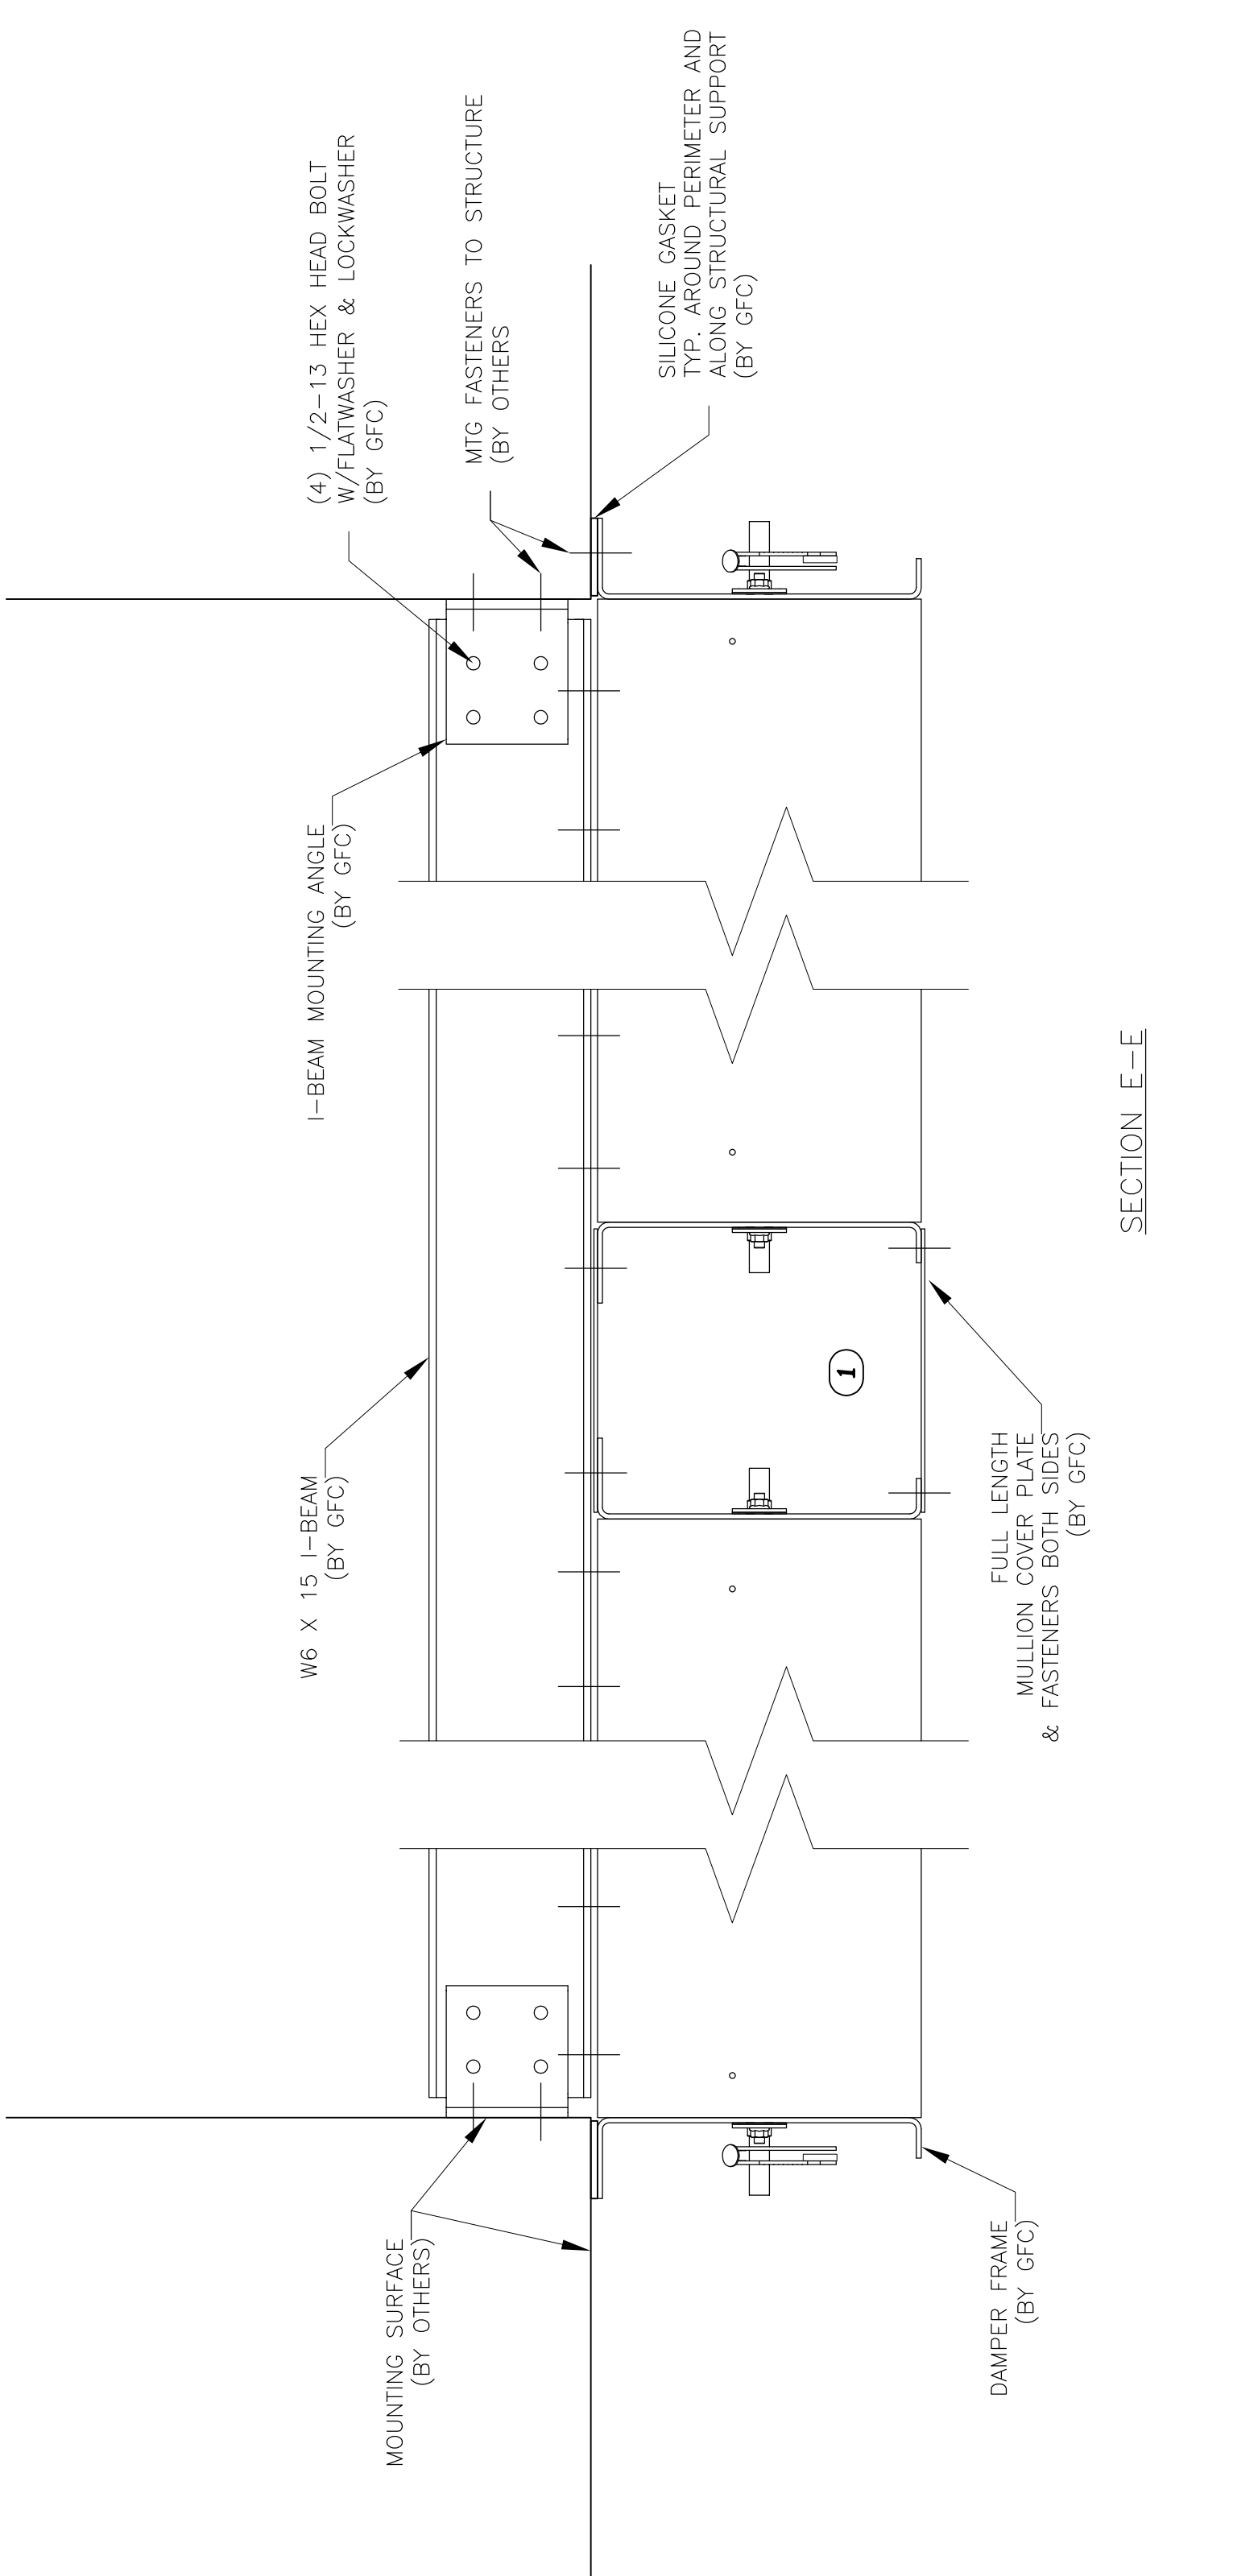 MOUNTING SURFACE
(BY OTHERS)
W6 X 15 I-BEAM
(BY GFC)
I-BEAM MOUNTING ANGLE
(BY GFC)
(4) 1/2-13 HEX HEAD BOLT
W/FLATWASHER & LOCKWASHER
(BY GFC)
MTG FASTENERS TO STRUCTURE
(BY OTHERS
SILICONE GASKET
TYP. AROUND PERIMETER AND
ALONG STRUCTURAL SUPPORT
(BY GFC)
1
DAMPER FRAME
(BY GFC)
FULL LENGTH
MULLION COVER PLATE
& FASTENERS BOTH SIDES
(BY GFC)
SECTION E-E